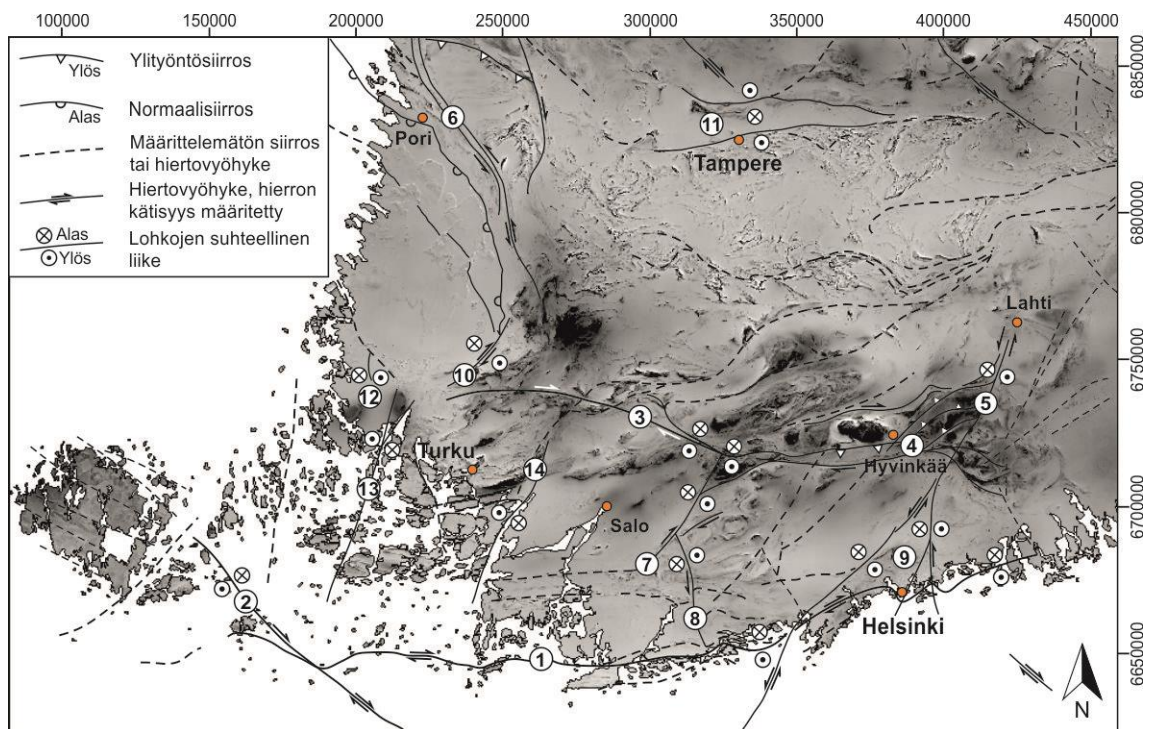 100000 150000 200000 250000 300000 350000 400000 450000
Ylös
Ylityöntösiirros
Alas
Normaalisiirros
Määrittelemätön siirros
tai hiertovyöhyke
Hiertovyöhyke, hierron
kätisyys määritetty
Alas
Ylös
Lohkojen suhteellinen
liike
6850000
6800000
6750000
6700000
6650000
6
Pori
11
Tampere
Lahti
10
12
3
5
4
Hyvinkää
Turku
14
13
Salo
7
9
2
8
Helsinki
1
N